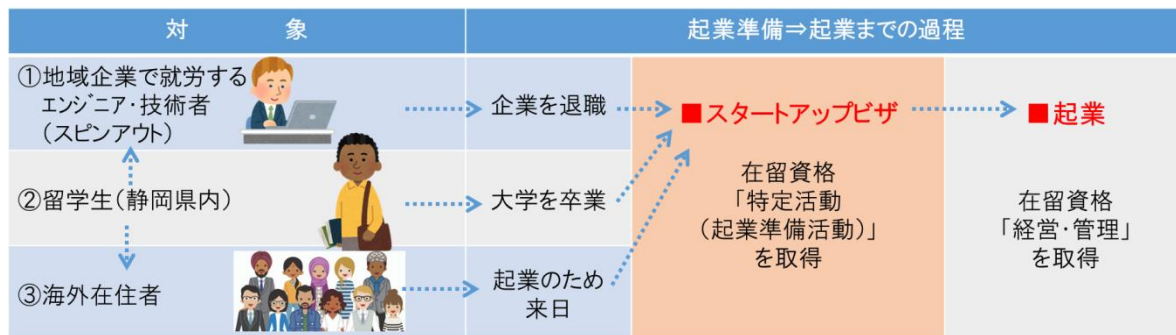 対　象
起業準備⇒起業までの過程
①地域企業で就労する
エンジニア・技術者
（スピンアウト）
企業を退職
■スタートアップビザ
■起業
②留学生（静岡県内）
大学を卒業
在留資格
「特定活動
（起業準備活動）」
を取得
在留資格
「経営・管理」
を取得
③海外在住者
起業のため
来日